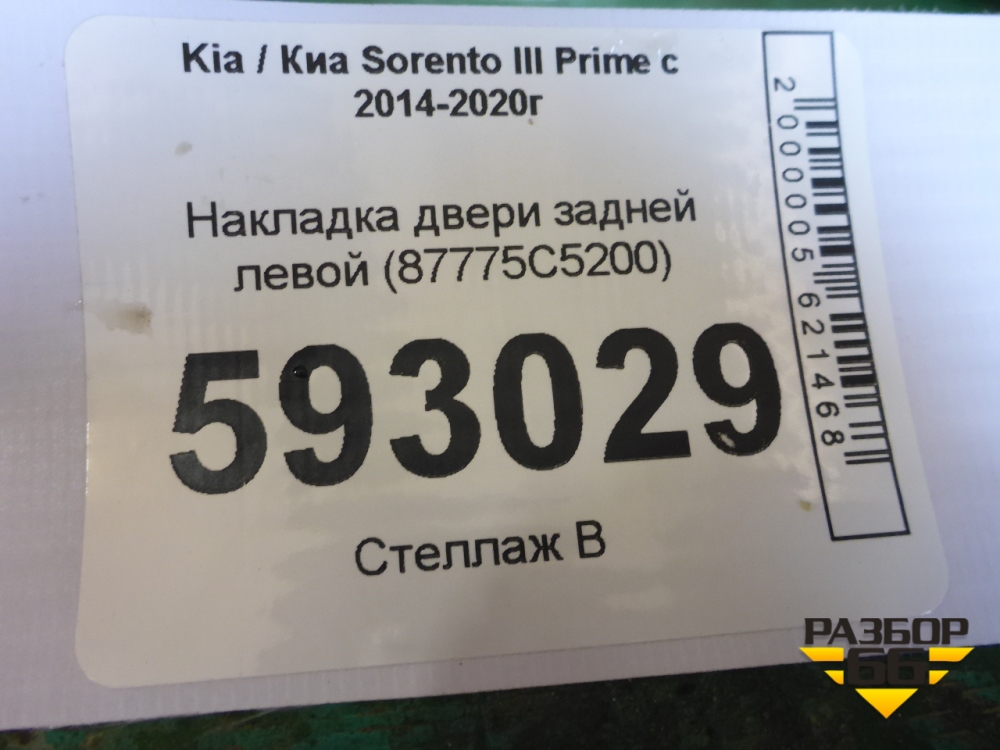 Kia / Киа Sorento III Prime с
2014-2020г
Накладка двери задней
левой (87775C5200)
593029
Стеллаж В
2000005621468
РАЗБОР
66